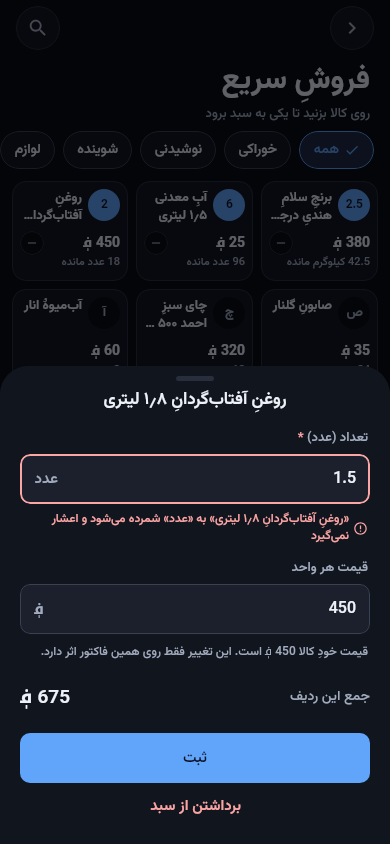 فروشِ سریع
روی کالا بزنید تا یکی به سبد برود
همه
خوراکی
نوشیدنی
شوینده
لوازم
2.5
برنجِ سلامِ
هندیِ درج…
380 ؋
42.5 کیلوگرم مانده
6
آبِ معدنی
۱٫۵ لیتری
25 ؋
96 عدد مانده
2
روغنِ
آفتاب‌گردا…
450 ؋
18 عدد مانده
ص
صابونِ گلنار
35 ؋
چ
چای سبزِ
احمد ۵۰۰ …
320 ؋
آ
آب‌میوهٔ انار
60 ؋
روغنِ آفتاب‌گردانِ ۱٫۸ لیتری
تعداد (عدد) *
1.5
عدد
«روغنِ آفتاب‌گردانِ ۱٫۸ لیتری» به «عدد» شمرده می‌شود و اعشار
نمی‌گیرد
قیمت هر واحد
450
؋
قیمت خودِ کالا 450 ؋ است. این تغییر فقط روی همین فاکتور اثر دارد.
جمع این ردیف
675 ؋
ثبت
برداشتن از سبد